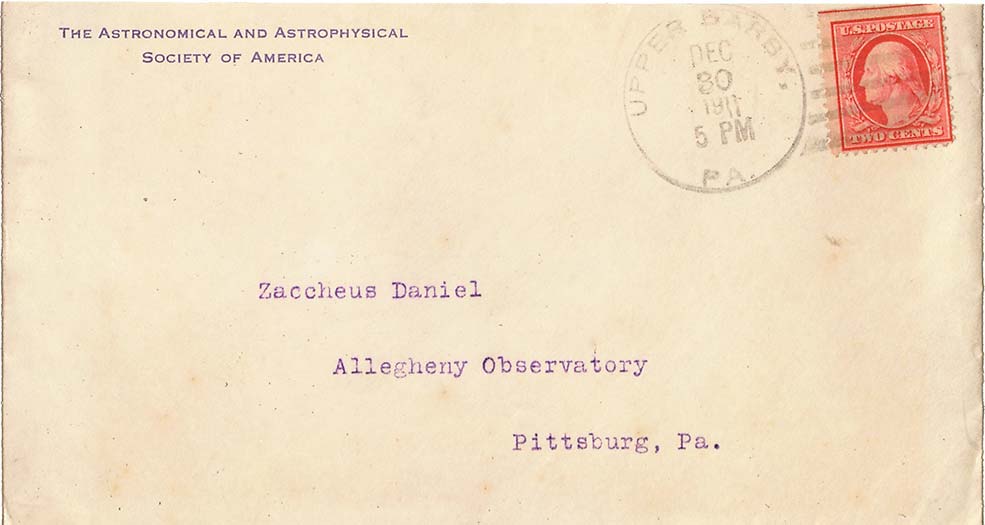 THE ASTRONOMICAL AND ASTROPHYSICAL
SOCIETY OF AMERICA
UPPER DARBY,
DEC
30
1911
5 PM
PA.
U.S. POSTAGE
TWO CENTS
Zaccheus Daniel
Allegheny Observatory
Pittsburg, Pa.